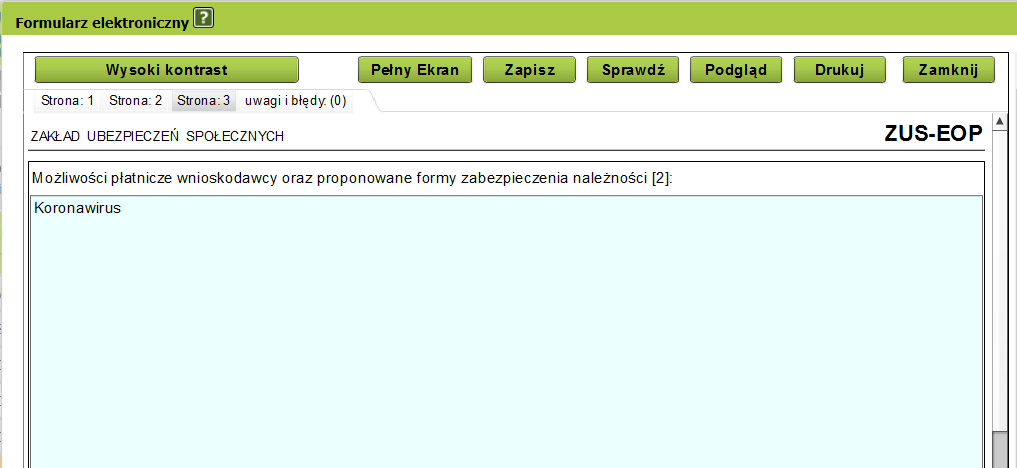 Formularz elektroniczny ?
Wysoki kontrast Pełny Ekran Zapisz Sprawdź Podgląd Drukuj Zamknij
Strona: 1 Strona: 2 Strona: 3 uwagi i błędy: (0)
ZAKŁAD UBEZPIECZEŃ SPOŁECZNYCH ZUS-EOP
Możliwości płatnicze wnioskodawcy oraz proponowane formy zabezpieczenia należności [2]:
Koronawirus